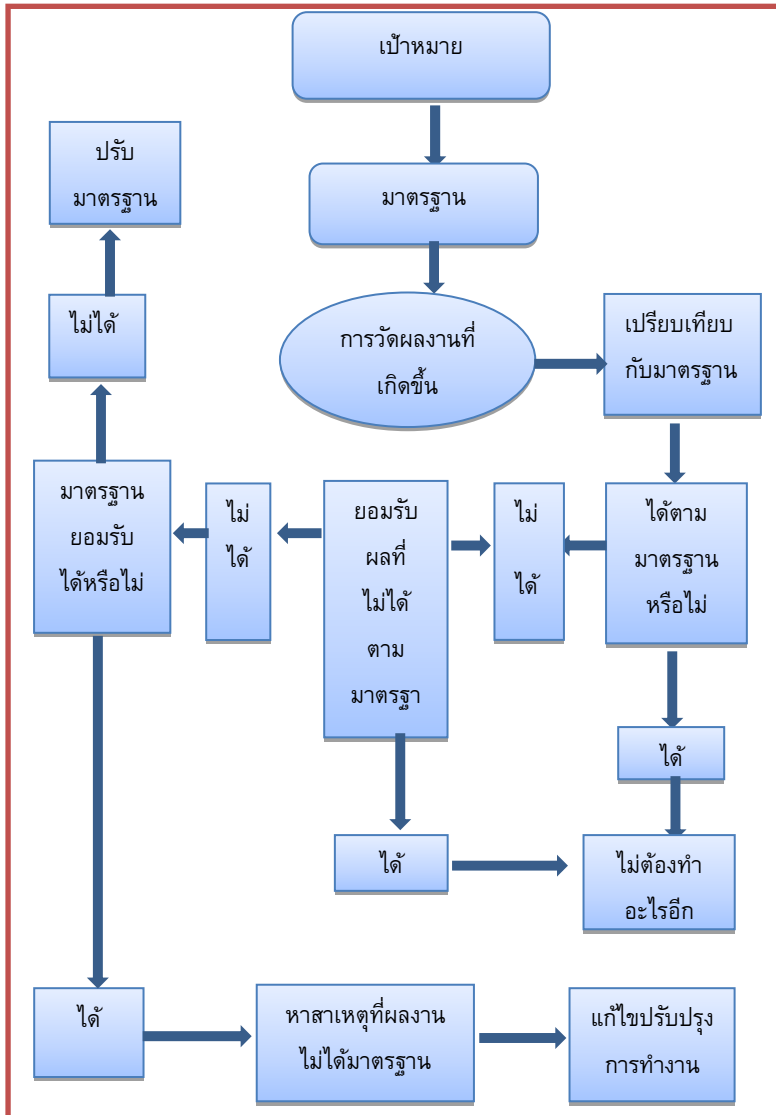 เป้าหมาย
มาตรฐาน
การวัดผลงานที่
เกิดขึ้น
เปรียบเทียบ
กับมาตรฐาน
ได้ตาม
มาตรฐาน
หรือไม่
ได้
ไม่ต้องทำ
อะไรอีก
ไม่
ได้
ยอมรับ
ผลที่
ไม่ได้
ตาม
มาตรฐา
ได้
ไม่
ได้
มาตรฐาน
ยอมรับ
ได้หรือไม่
ไม่ได้
ปรับ
มาตรฐาน
ได้
หาสาเหตุที่ผลงาน
ไม่ได้มาตรฐาน
แก้ไขปรับปรุง
การทำงาน